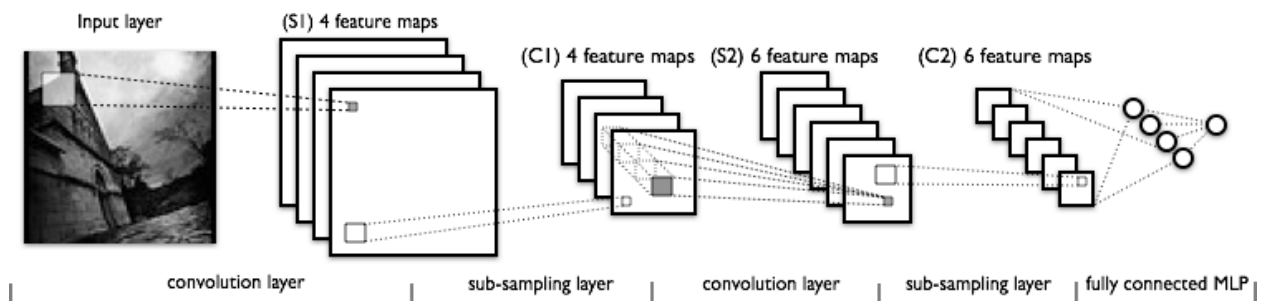 Input layer
(S1) 4 feature maps
(C1) 4 feature maps
(S2) 6 feature maps
(C2) 6 feature maps
convolution layer
sub-sampling layer
convolution layer
sub-sampling layer
fully connected MLP